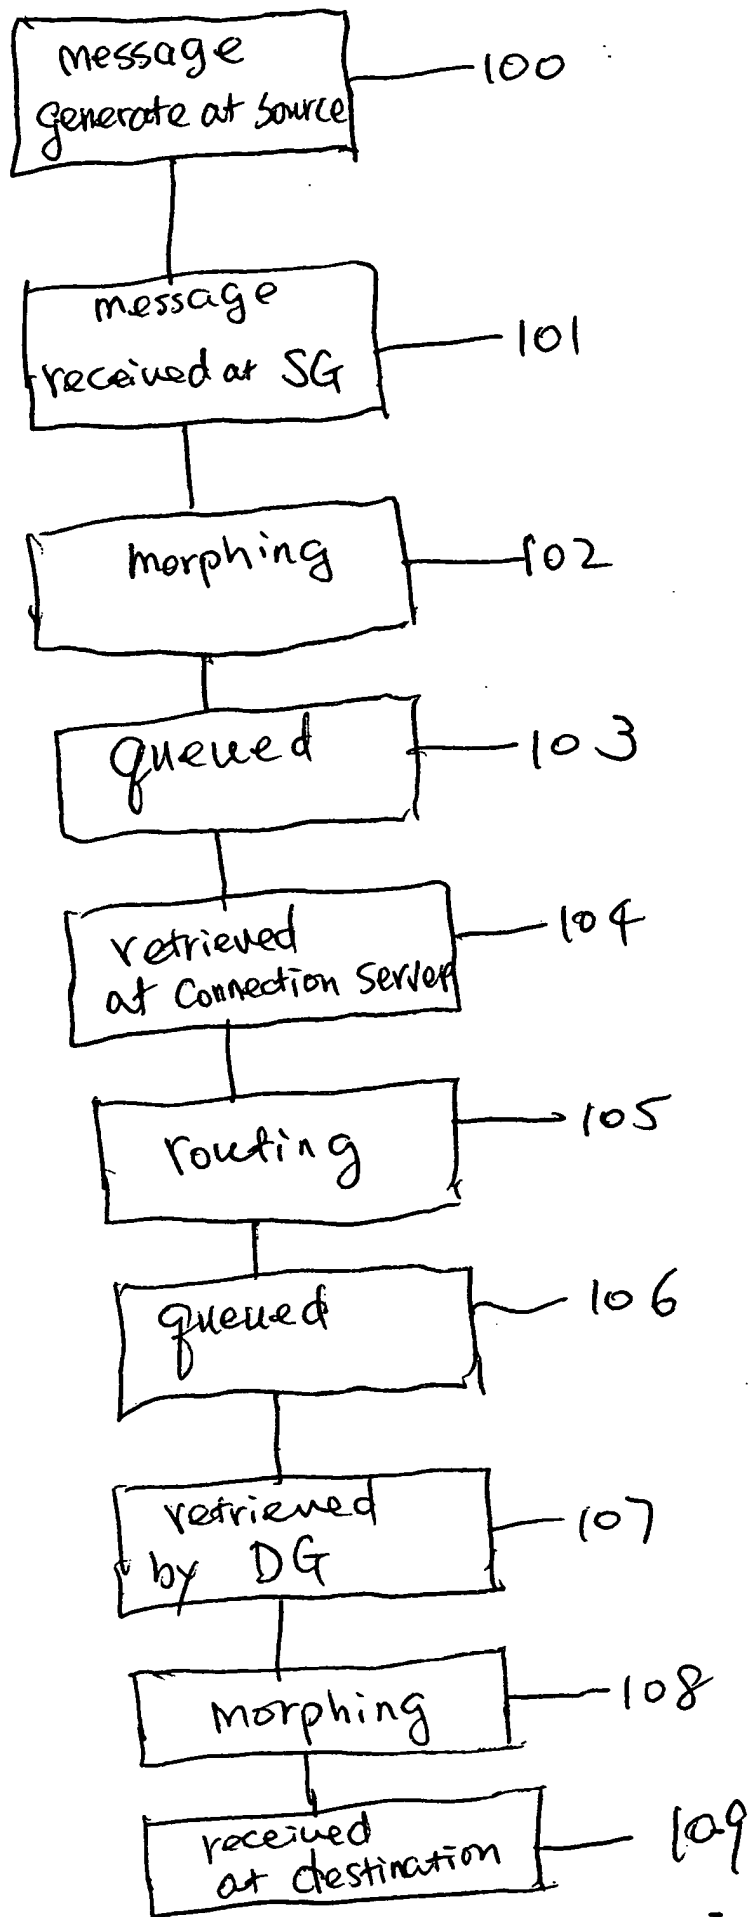 message
generate at source
100
message
received at SG
101
morphing
102
queued
103
retrieved
at Connection Server
104
routing
105
queued
106
retrieved
by DG
107
morphing
108
received
at destination
109